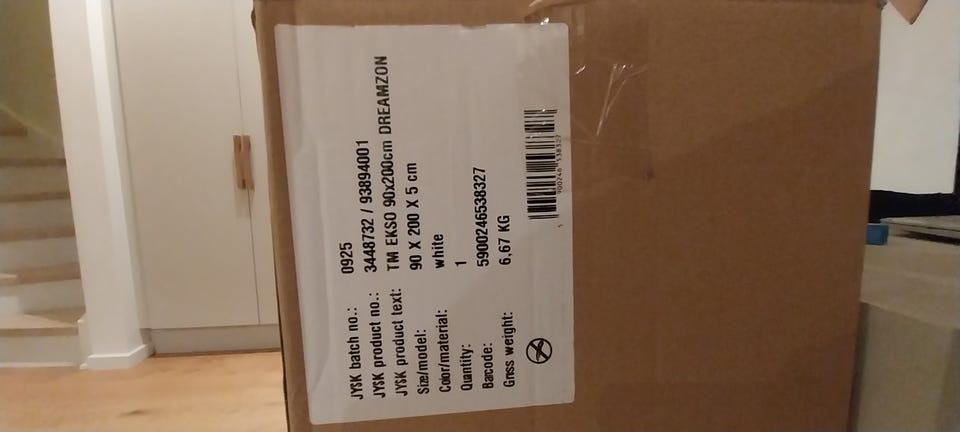 JYSK batch no.: 0925
JYSK product no.: 3448732 / 93894001
JYSK product text: TM EKSO 90x200cm DREAMZON
Size/model: 90 X 200 X 5 cm
Color/material: white
Quantity: 1
Barcode: 5900246538327
Gross weight: 6,67 KG